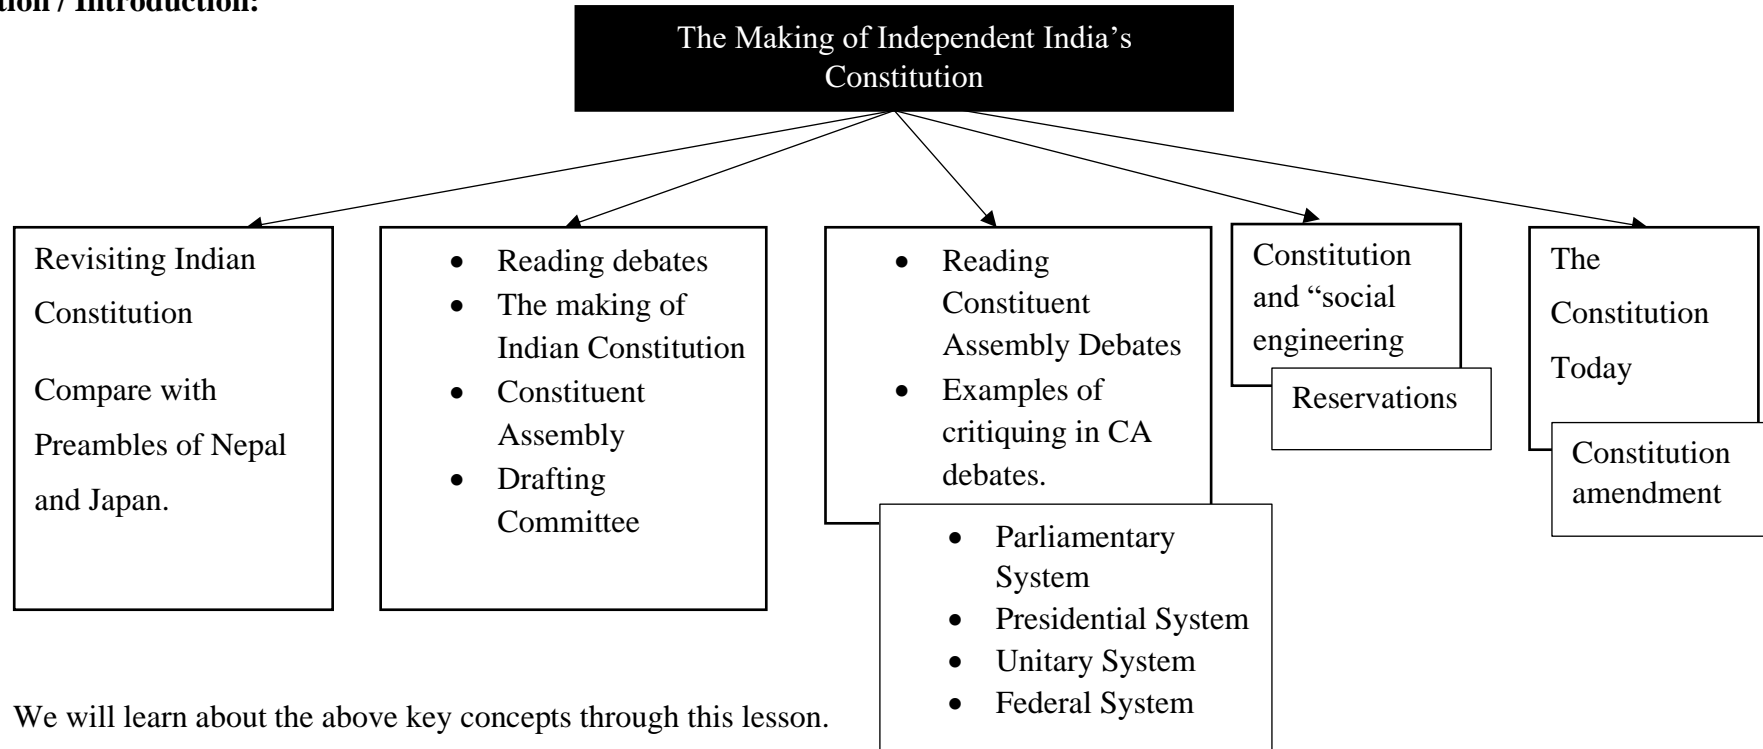 tion / Introduction:
The Making of Independent India’s
Constitution
Revisiting Indian
Constitution
Compare with
Preambles of Nepal
and Japan.
• Reading debates
• The making of
Indian Constitution
• Constituent
Assembly
• Drafting
Committee
• Reading
Constituent
Assembly Debates
• Examples of
critiquing in CA
debates.
• Parliamentary
System
• Presidential System
• Unitary System
• Federal System
Constitution
and “social
engineering
Reservations
The
Constitution
Today
Constitution
amendment
We will learn about the above key concepts through this lesson.